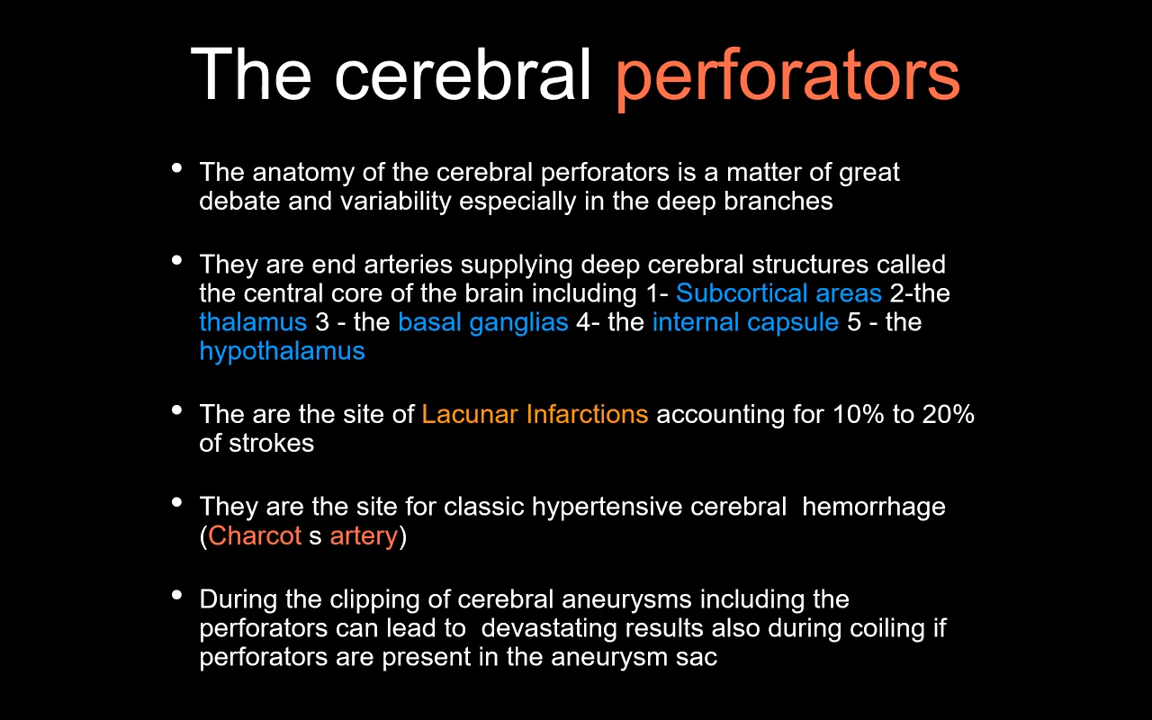 The cerebral perforators
• The anatomy of the cerebral perforators is a matter of great
debate and variability especially in the deep branches
• They are end arteries supplying deep cerebral structures called
the central core of the brain including 1- Subcortical areas 2-the
thalamus 3 - the basal ganglias 4- the internal capsule 5 - the
hypothalamus
• The are the site of Lacunar Infarctions accounting for 10% to 20%
of strokes
• They are the site for classic hypertensive cerebral  hemorrhage
(Charcot s artery)
• During the clipping of cerebral aneurysms including the
perforators can lead to  devastating results also during coiling if
perforators are present in the aneurysm sac